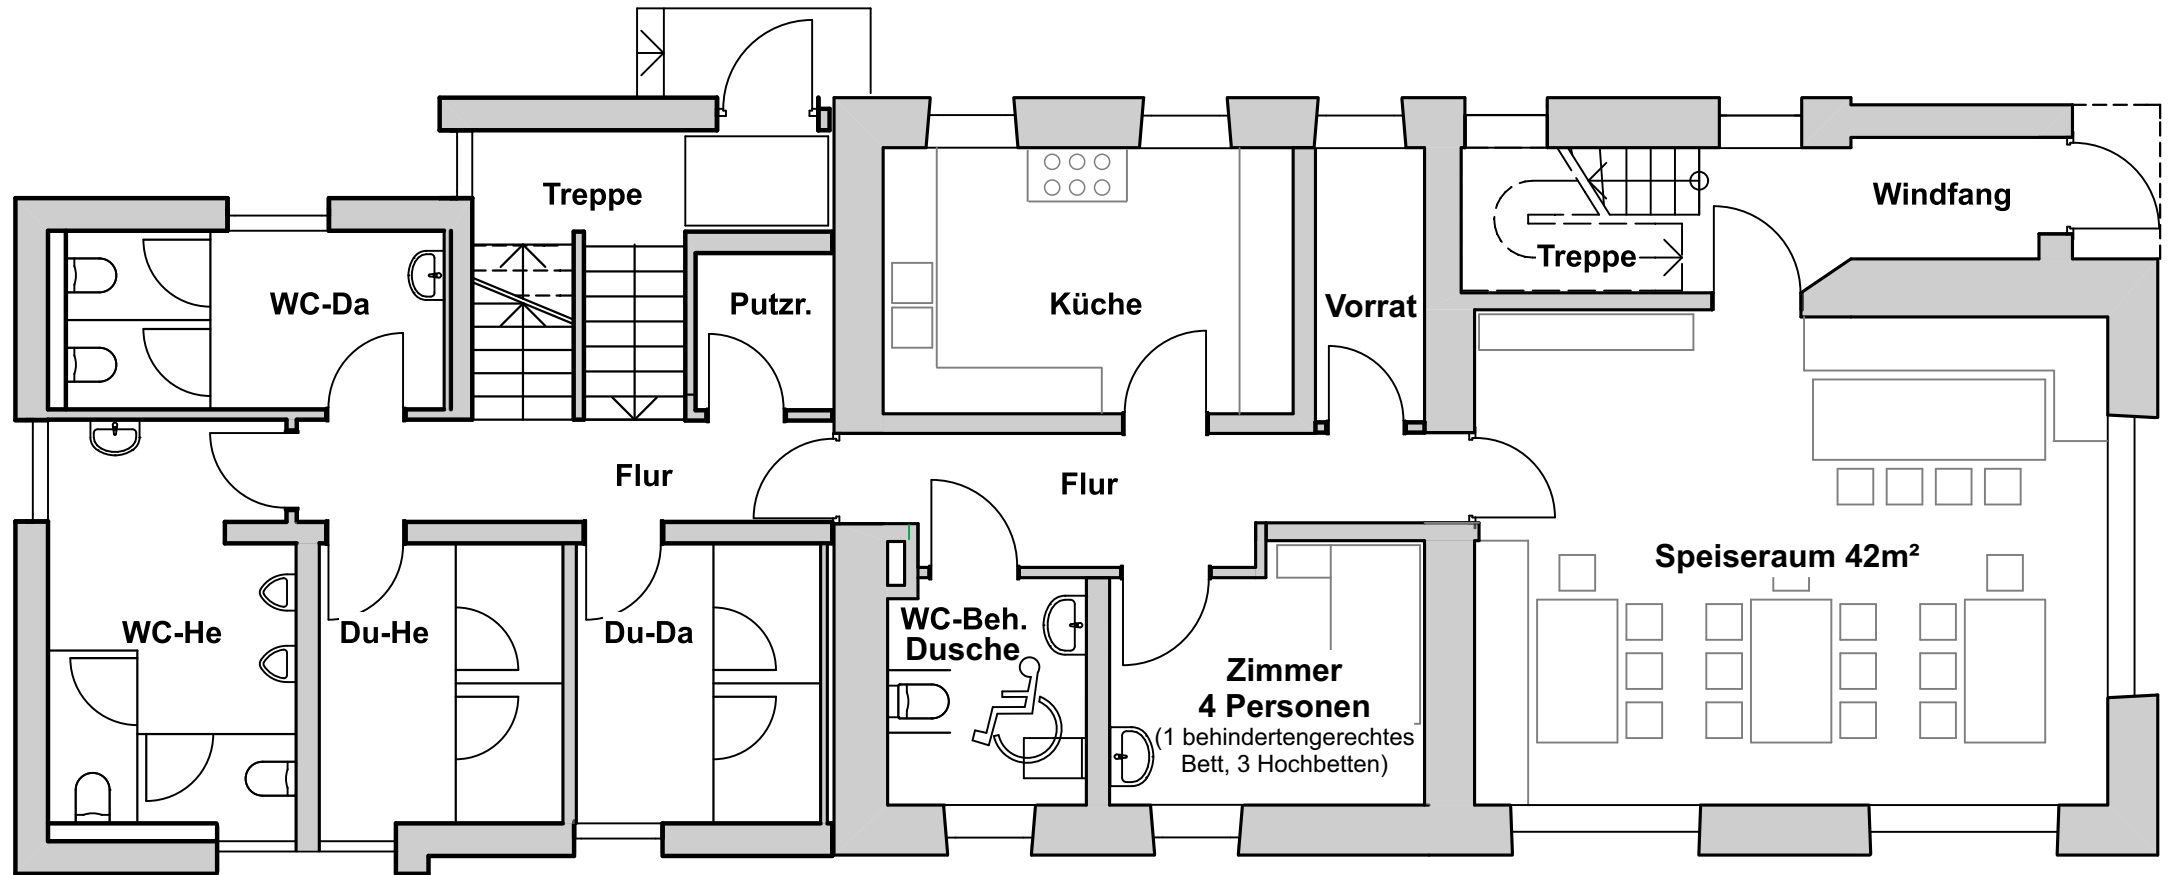 Treppe
Windfang
Treppe
WC-Da
Putzr.
Küche
Vorrat
Flur
Flur
Speiseraum 42m²
WC-He
Du-He
Du-Da
WC-Beh.
Dusche
Zimmer
4 Personen
(1 behindertengerechtes
Bett, 3 Hochbetten)